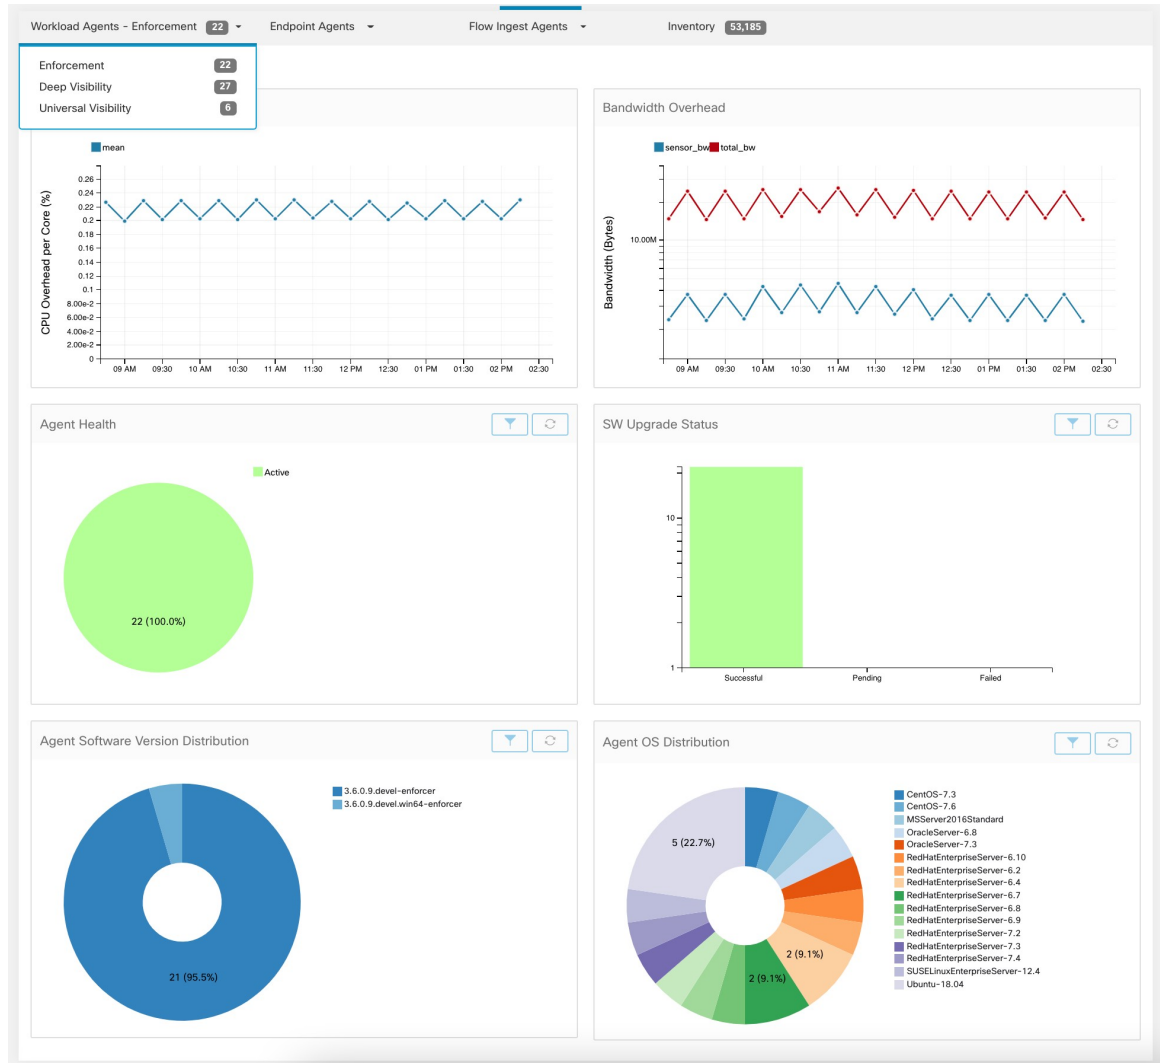 Workload Agents - Enforcement 22 Endpoint Agents Flow Ingest Agents Inventory 53,185
Enforcement 22
Deep Visibility 27
Universal Visibility 6
mean
CPU Overhead per Core (%)
0.26
0.24
0.22
0.2
0.18
0.16
0.14
0.12
0.1
8.00e-2
6.00e-2
4.00e-2
2.00e-2
0
09 AM 09:30 10 AM 10:30 11 AM 11:30 12 PM 12:30 01 PM 01:30 02 PM 02:30
Bandwidth Overhead
sensor_bw total_bw
Bandwidth (Bytes)
10.00M
09 AM 09:30 10 AM 10:30 11 AM 11:30 12 PM 12:30 01 PM 01:30 02 PM 02:30
Agent Health
Active
22 (100.0%)
SW Upgrade Status
10
1
Successful Pending Failed
Agent Software Version Distribution
3.6.0.9.devel-enforcer
3.6.0.9.devel.win64-enforcer
21 (95.5%)
Agent OS Distribution
5 (22.7%)
2 (9.1%)
2 (9.1%)
CentOS-7.3
CentOS-7.6
MSServer2016Standard
OracleServer-6.8
OracleServer-7.3
RedHatEnterpriseServer-6.10
RedHatEnterpriseServer-6.2
RedHatEnterpriseServer-6.4
RedHatEnterpriseServer-6.7
RedHatEnterpriseServer-6.8
RedHatEnterpriseServer-6.9
RedHatEnterpriseServer-7.2
RedHatEnterpriseServer-7.3
RedHatEnterpriseServer-7.4
SUSELinuxEnterpriseServer-12.4
Ubuntu-18.04